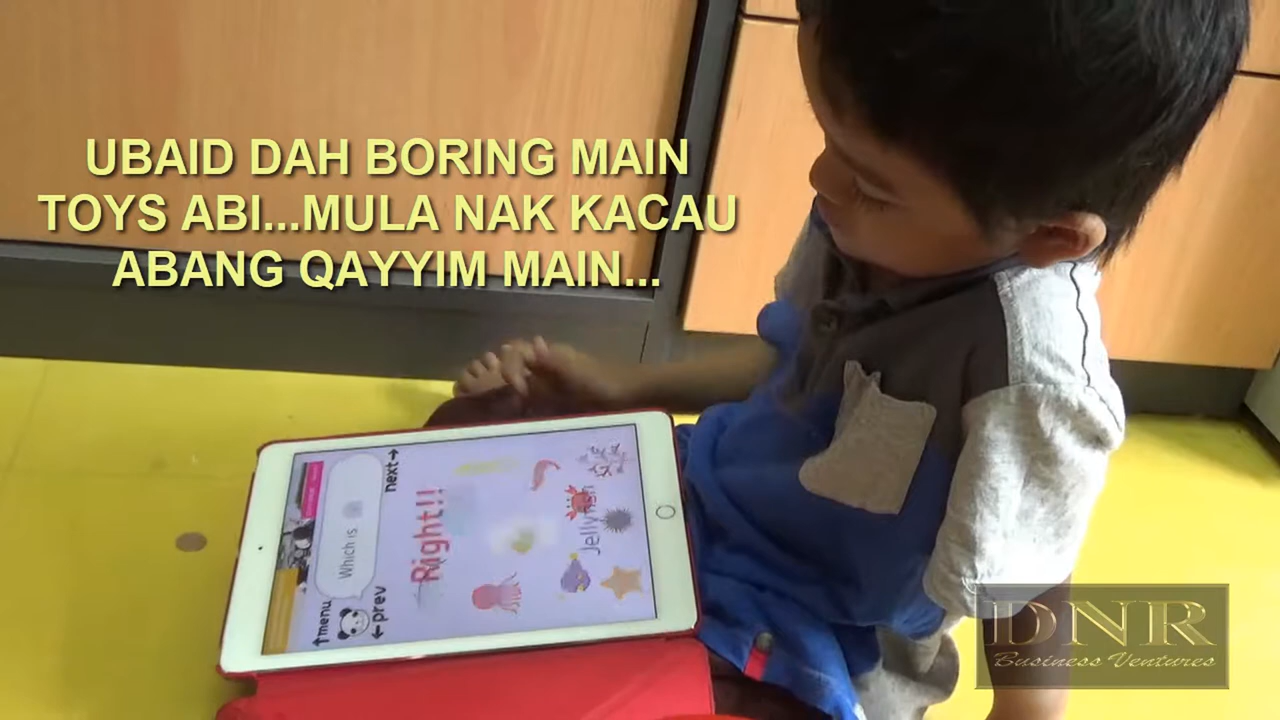 UBAID DAH BORING MAIN
TOYS ABI...MULA NAK KACAU
ABANG QAYYIM MAIN...
↑menu
←prev
Which is
next→
Right!!
Jellyfish
DNR
Business Ventures